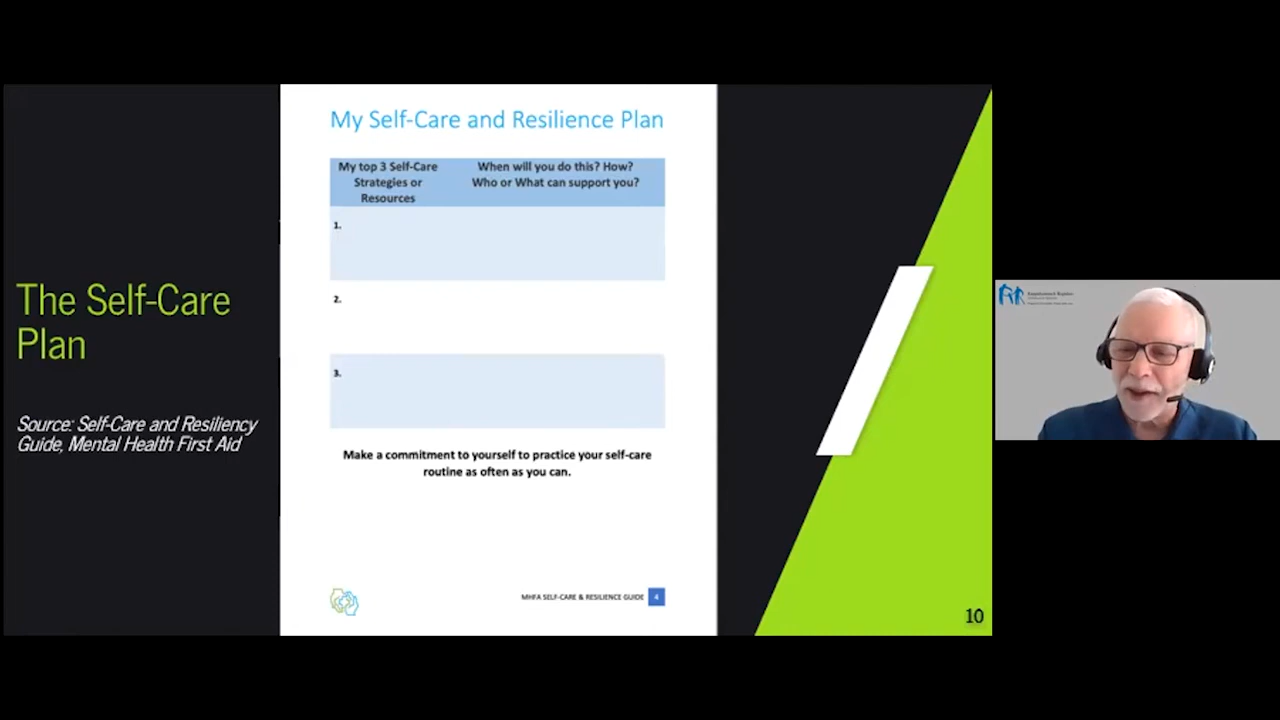 The Self-Care
Plan
Source: Self-Care and Resiliency
Guide, Mental Health First Aid
My Self-Care and Resilience Plan
My top 3 Self-Care
Strategies or
Resources
When will you do this? How?
Who or What can support you?
1.
2.
3.
Make a commitment to yourself to practice your self-care
routine as often as you can.
MHFA SELF-CARE & RESILIENCE GUIDE
4
10